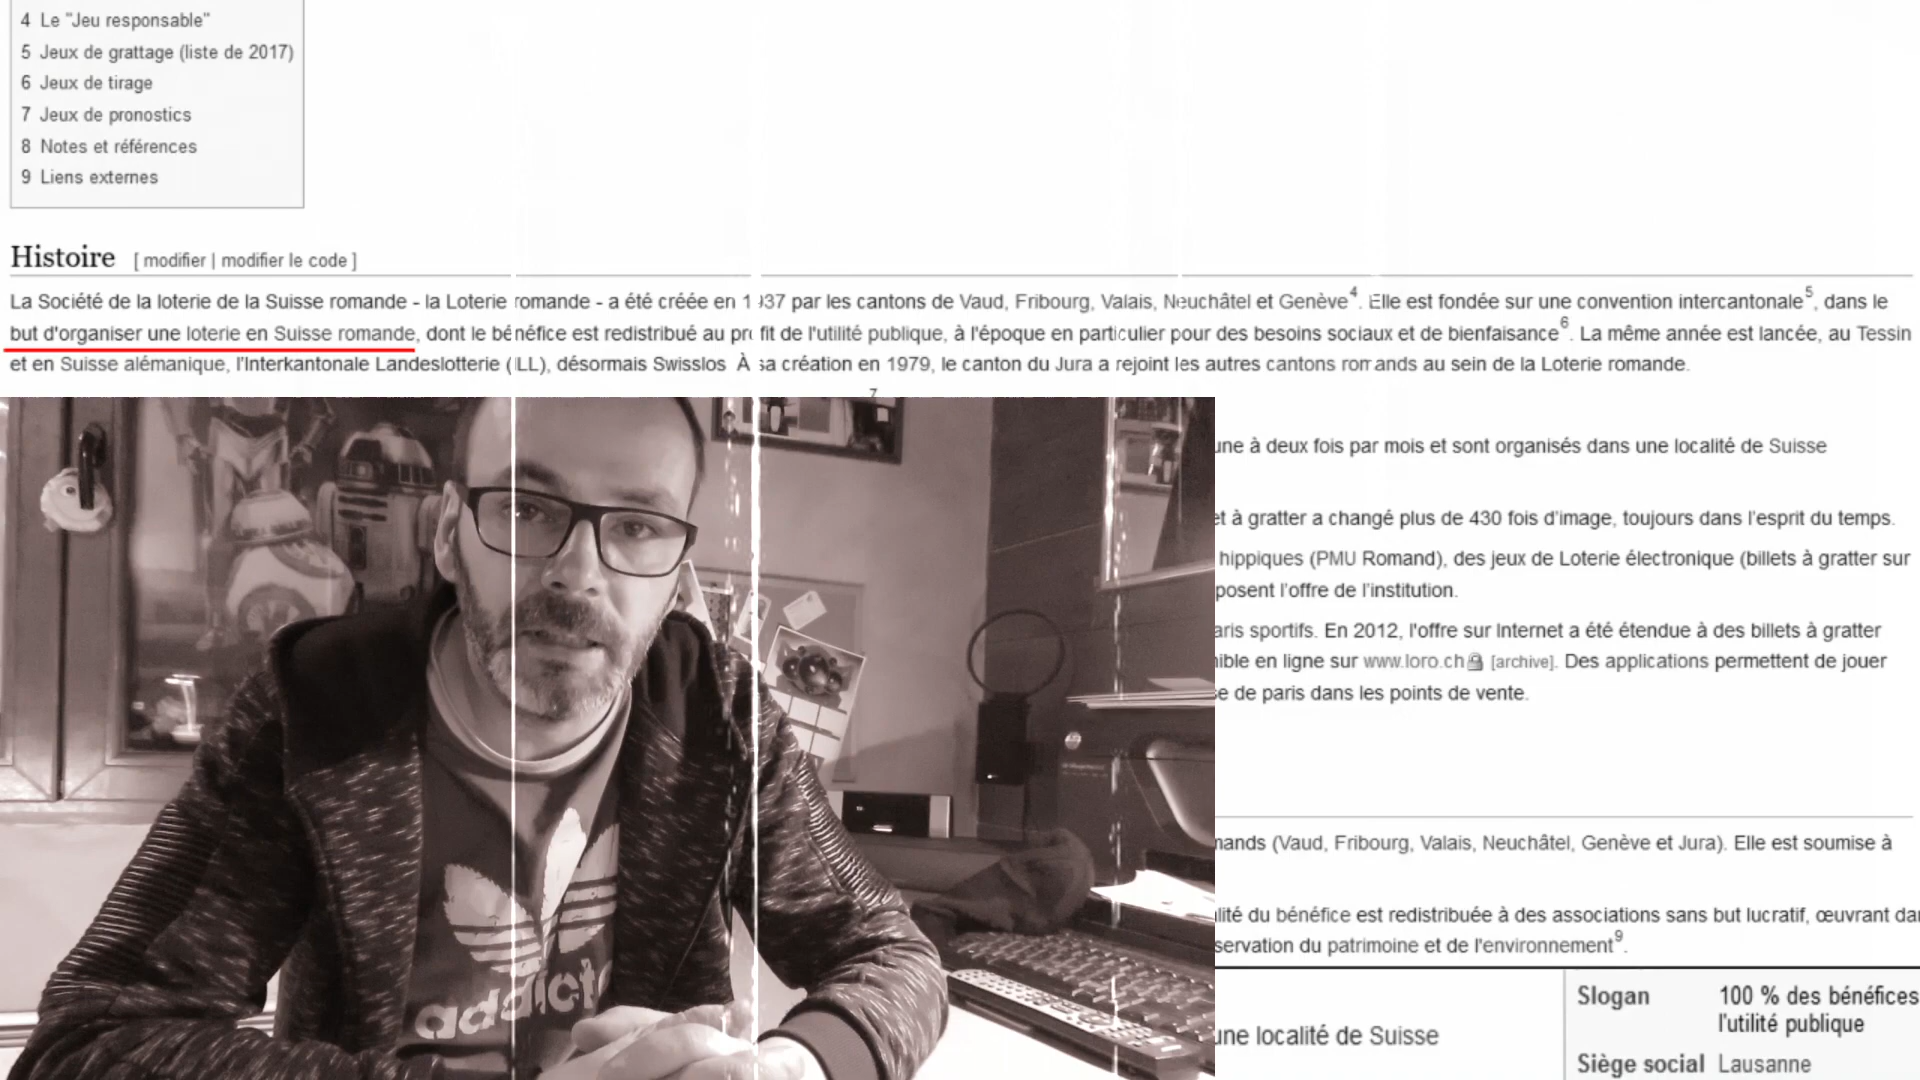 4 Le "Jeu responsable"
5 Jeux de grattage (liste de 2017)
6 Jeux de tirage
7 Jeux de pronostics
8 Notes et références
9 Liens externes
Histoire [ modifier | modifier le code ]
La Société de la loterie de la Suisse romande - la Loterie romande - a été créée en 1937 par les cantons de Vaud, Fribourg, Valais, Neuchâtel et Genève4. Elle est fondée sur une convention intercantonale5, dans le
but d'organiser une loterie en Suisse romande, dont le bénéfice est redistribué au profit de l'utilité publique, à l'époque en particulier pour des besoins sociaux et de bienfaisance6. La même année est lancée, au Tessin
et en Suisse alémanique, l'Interkantonale Landeslotterie (ILL), désormais Swisslos À sa création en 1979, le canton du Jura a rejoint les autres cantons romands au sein de la Loterie romande.
7
une à deux fois par mois et sont organisés dans une localité de Suisse
et à gratter a changé plus de 430 fois d'image, toujours dans l'esprit du temps.
hippiques (PMU Romand), des jeux de Loterie électronique (billets à gratter sur
posent l'offre de l'institution.
aris sportifs. En 2012, l'offre sur Internet a été étendue à des billets à gratter
nible en ligne sur www.loro.ch [archive]. Des applications permettent de jouer
se de paris dans les points de vente.
mands (Vaud, Fribourg, Valais, Neuchâtel, Genève et Jura). Elle est soumise à
lité du bénéfice est redistribuée à des associations sans but lucratif, œuvrant da
servation du patrimoine et de l'environnement9.
une localité de Suisse
Slogan 100 % des bénéfices
l'utilité publique
Siège social Lausanne
addict